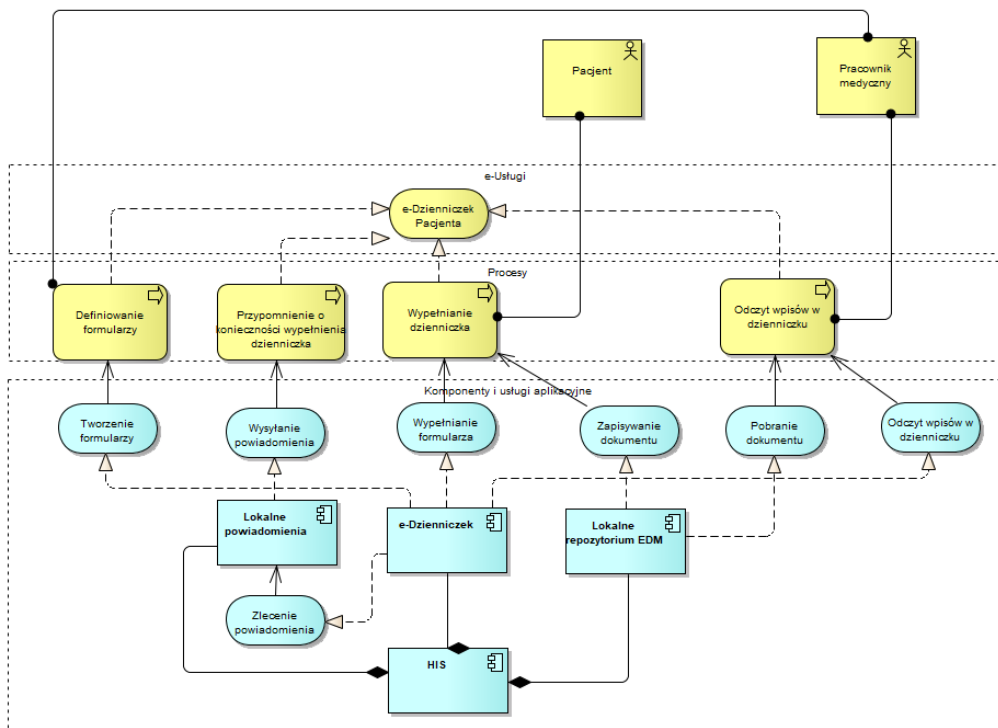 Pacjent
Pracownik
medyczny
e-Usługi
e-Dzienniczek
Pacjenta
Procesy
Definiowanie
formularzy
Przypomnienie o
konieczności wypełnienia
dzienniczka
Wypełnianie
dzienniczka
Odczyt wpisów w
dzienniczku
Komponenty i usługi aplikacyjne
Tworzenie
formularzy
Wysyłanie
powiadomienia
Wypełnianie
formularza
Zapisywanie
dokumentu
Pobranie
dokumentu
Odczyt wpisów w
dzienniczku
Lokalne
powiadomienia
e-Dzienniczek
Lokalne
repozytorium EDM
Zlecenie
powiadomienia
HIS